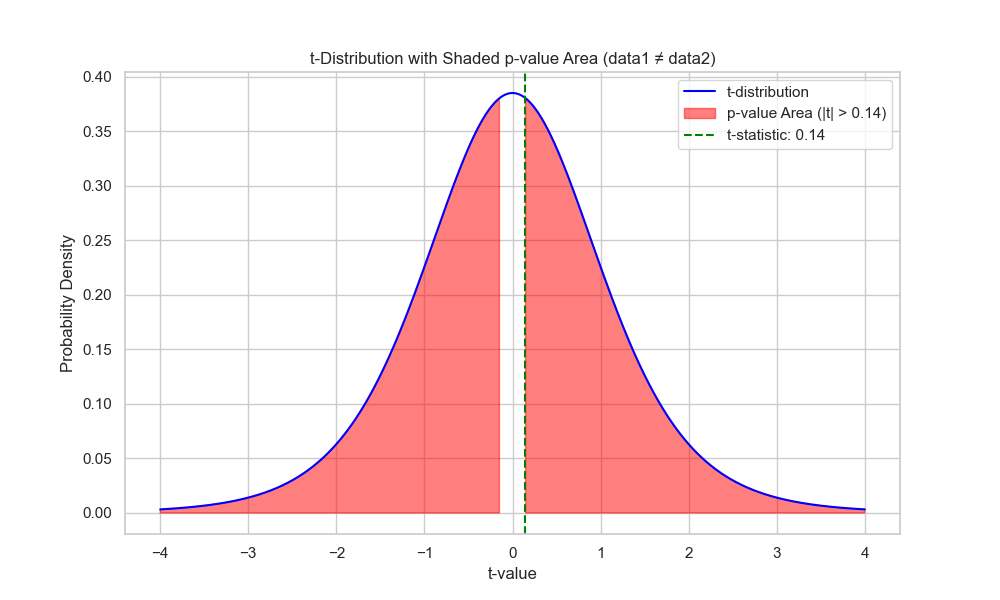 t-Distribution with Shaded p-value Area (data1 ≠ data2)
t-distribution
p-value Area (|t| > 0.14)
t-statistic: 0.14
Probability Density
0.40
0.35
0.30
0.25
0.20
0.15
0.10
0.05
0.00
−4 −3 −2 −1 0 1 2 3 4
t-value